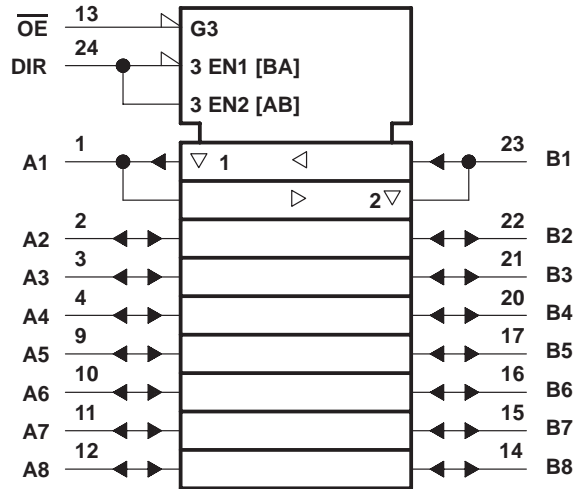 O̅E̅ 13 G3
DIR 24 3 EN1 [BA]
3 EN2 [AB]
A1 1 1 23 B1
2
A2 2 22 B2
A3 3 21 B3
A4 4 20 B4
A5 9 17 B5
A6 10 16 B6
A7 11 15 B7
A8 12 14 B8